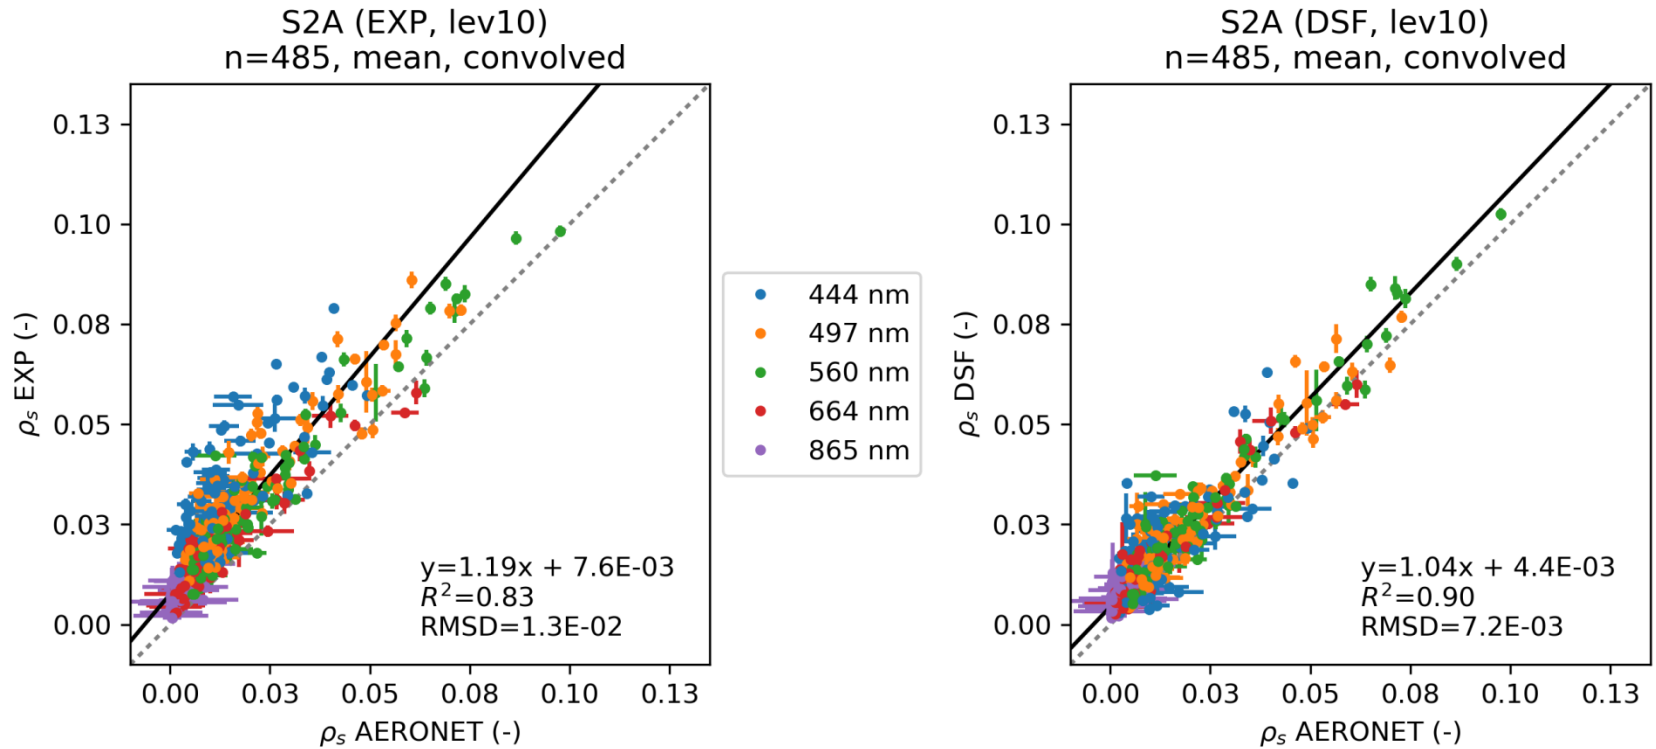 S2A (EXP, lev10)
n=485, mean, convolved
ρs EXP (-)
0.13
0.10
0.08
0.05
0.03
0.00
y=1.19x + 7.6E-03
R²=0.83
RMSD=1.3E-02
0.00 0.03 0.05 0.08 0.10 0.13
ρs AERONET (-)
444 nm
497 nm
560 nm
664 nm
865 nm
S2A (DSF, lev10)
n=485, mean, convolved
ρs DSF (-)
0.13
0.10
0.08
0.05
0.03
0.00
y=1.04x + 4.4E-03
R²=0.90
RMSD=7.2E-03
0.00 0.03 0.05 0.08 0.10 0.13
ρs AERONET (-)